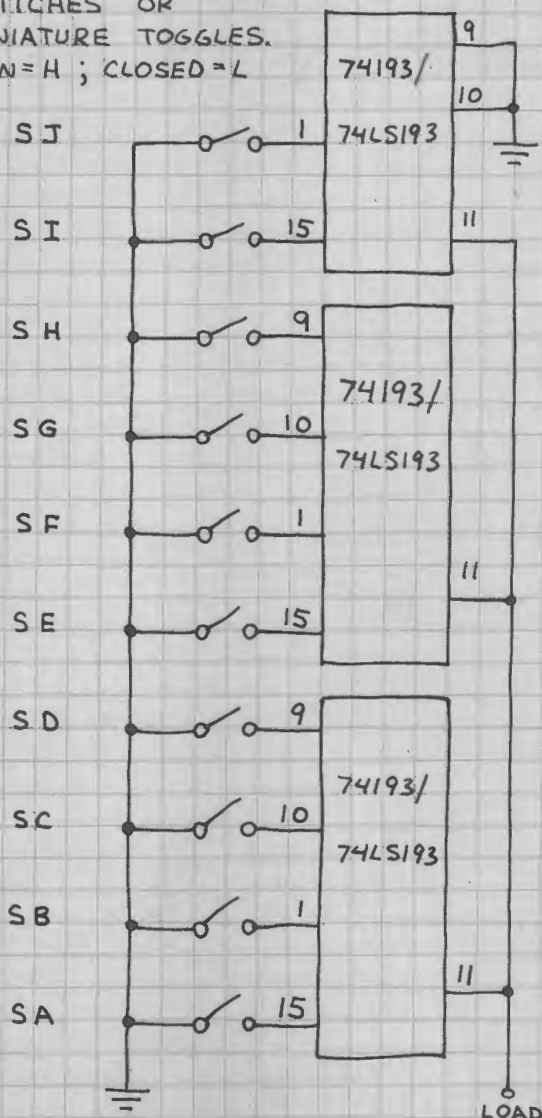 ITCHES OR
NIATURE TOGGLES.
N = H ; CLOSED = L
9
74193/
10
SJ
1
74LS193
SI
15
11
SH
9
74193/
SG
10
74LS193
SF
1
11
SE
15
SD
9
74193/
SC
10
74LS193
SB
1
11
SA
15
LOAD